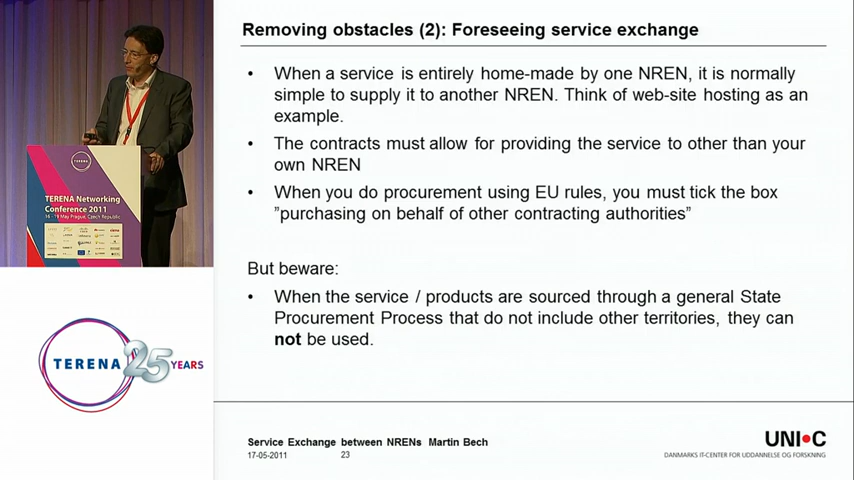 Removing obstacles (2): Foreseeing service exchange
• When a service is entirely home-made by one NREN, it is normally
simple to supply it to another NREN. Think of web-site hosting as an
example.
• The contracts must allow for providing the service to other than your
own NREN
• When you do procurement using EU rules, you must tick the box
”purchasing on behalf of other contracting authorities”
But beware:
• When the service / products are sourced through a general State
Procurement Process that do not include other territories, they can
not be used.
Service Exchange between NRENs Martin Bech
17-05-2011 23
UNI•C
DANMARKS IT-CENTER FOR UDDANNELSE OG FORSKNING
TERENA
TERENA Networking
Conference 2011
16 - 19 May Prague, Czech Republic
TERENA 25 YEARS